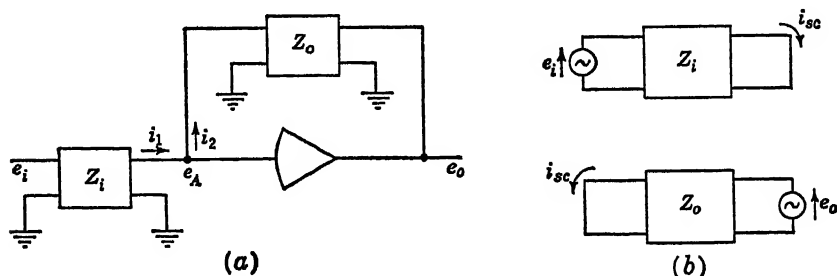 Z_o
i_1
i_2
e_i
Z_i
e_A
e_o
(a)
i_sc
e_i
Z_i
i_sc
Z_o
e_o
(b)